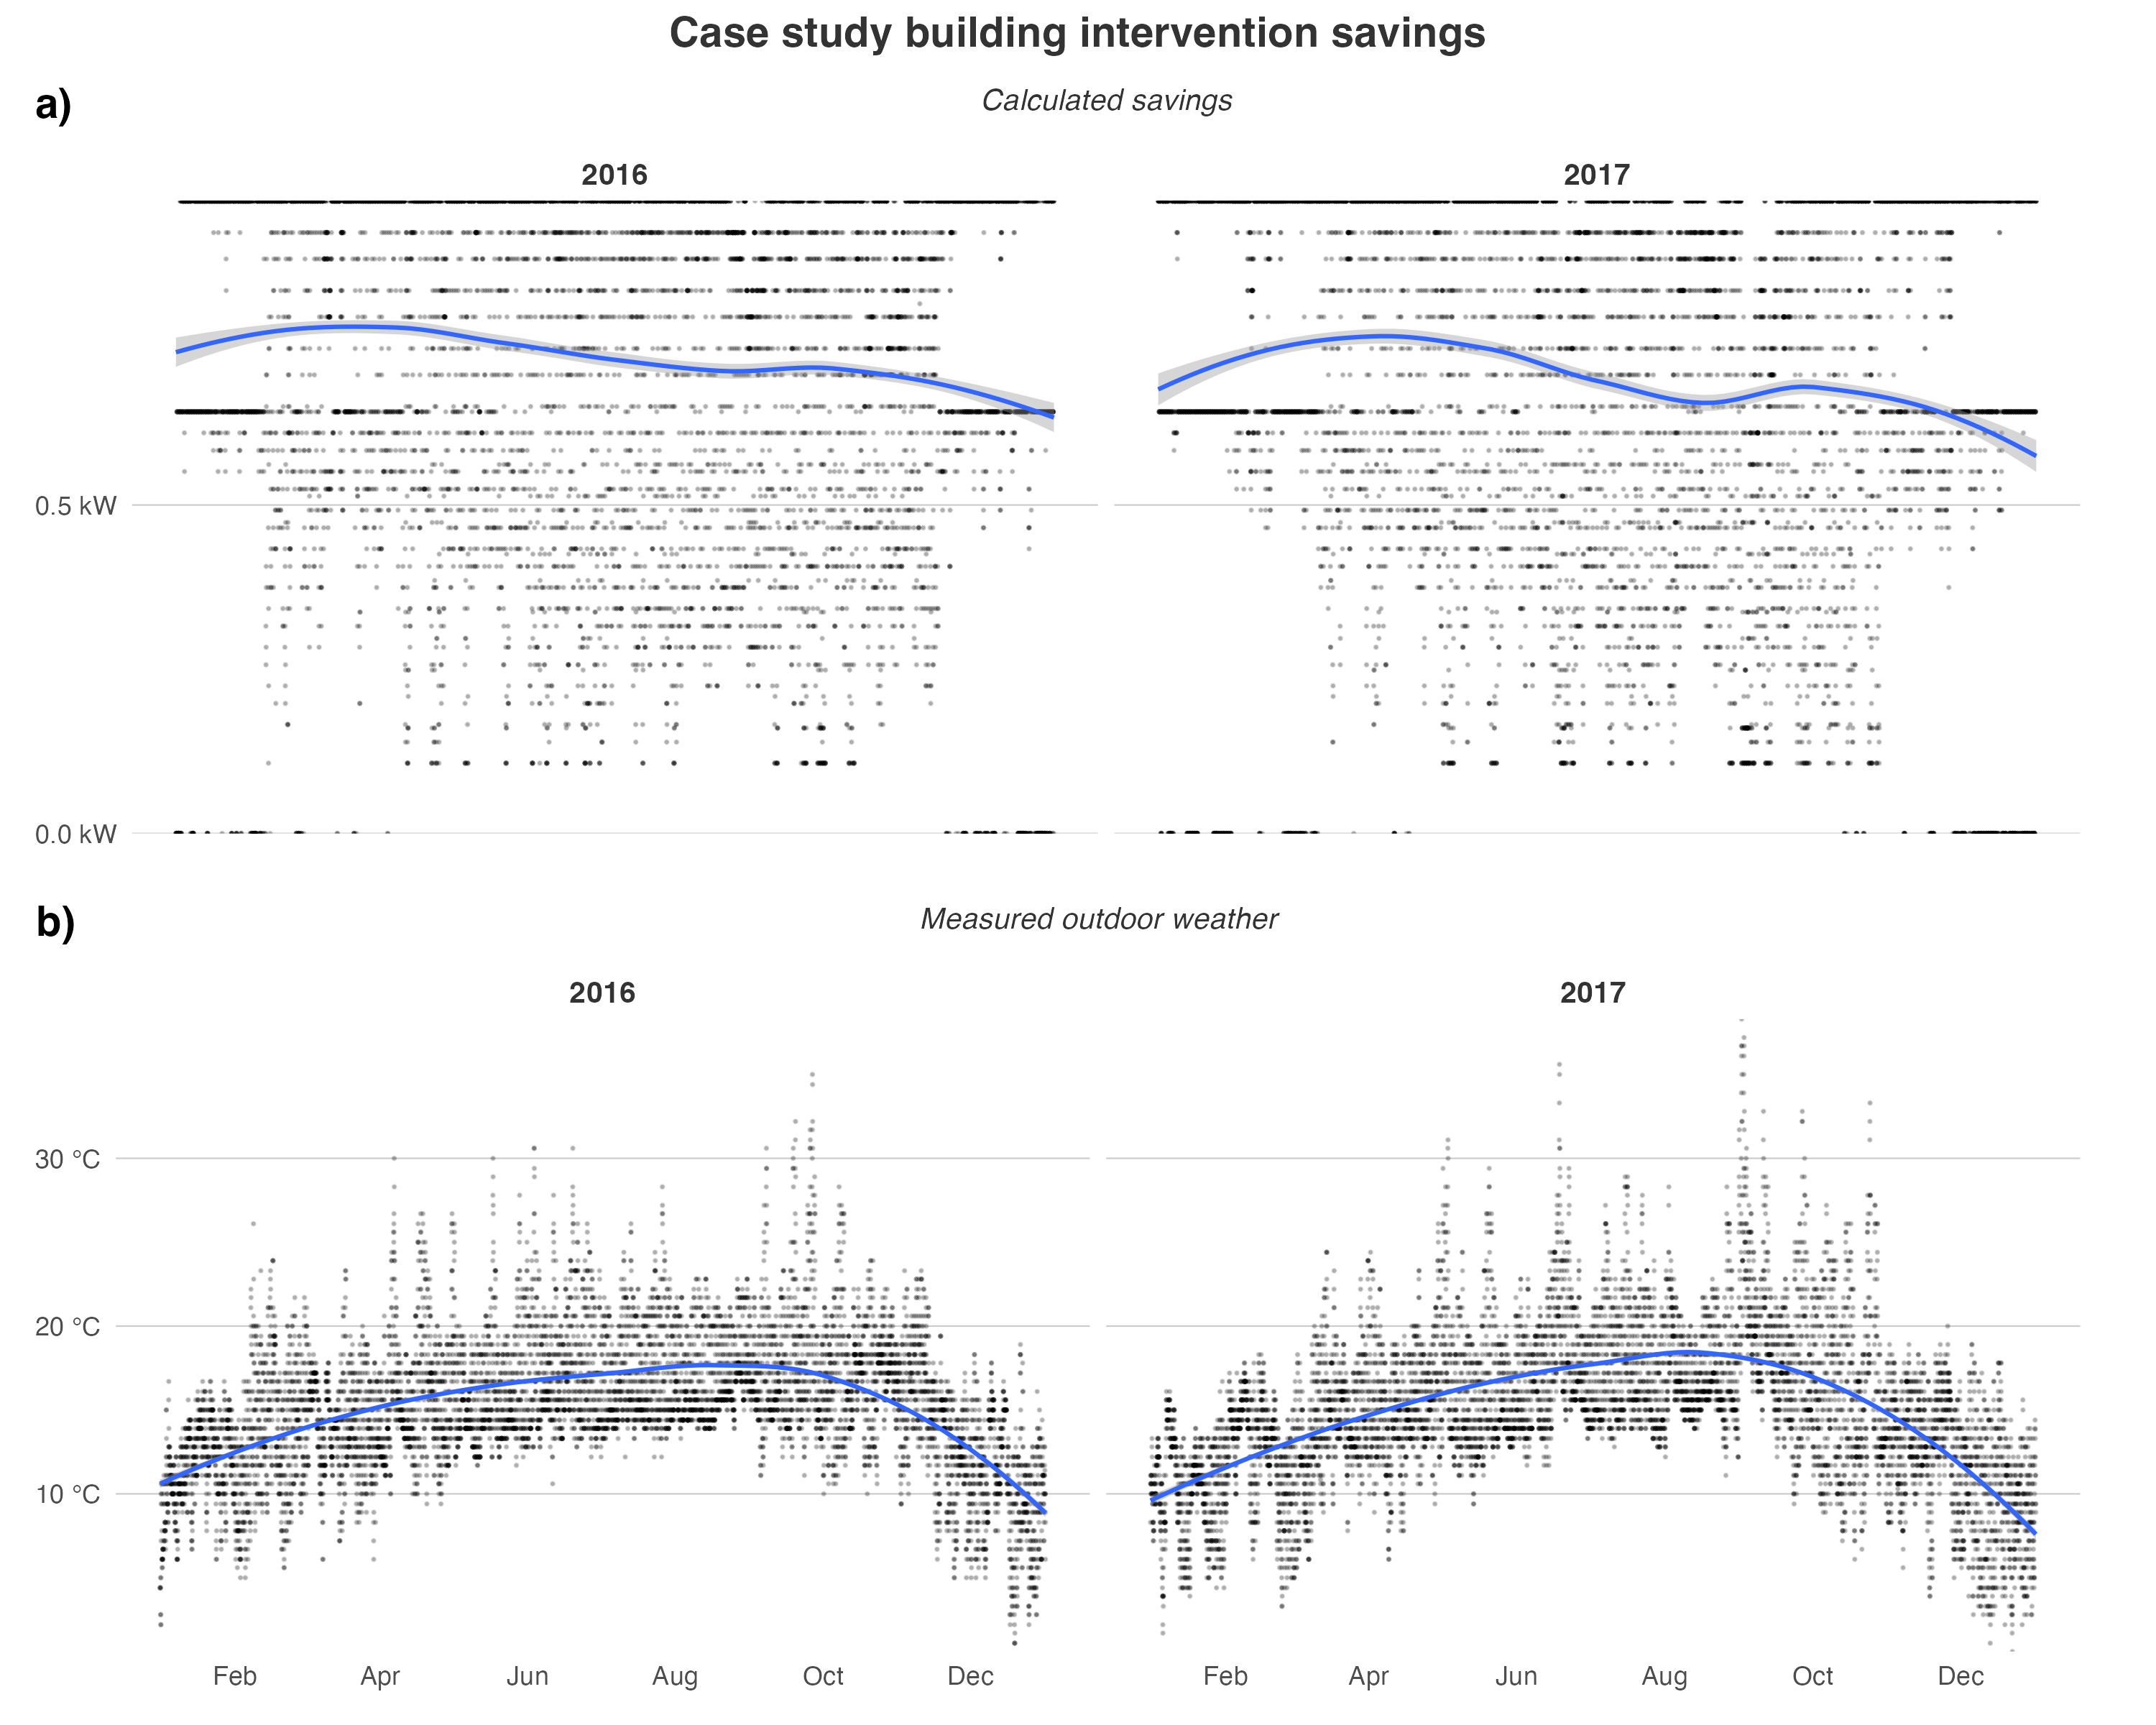 Case study building intervention savings
a)
Calculated savings
2016 2017
0.5 kW
0.0 kW
b)
Measured outdoor weather
2016 2017
30 °C
20 °C
10 °C
Feb Apr Jun Aug Oct Dec Feb Apr Jun Aug Oct Dec